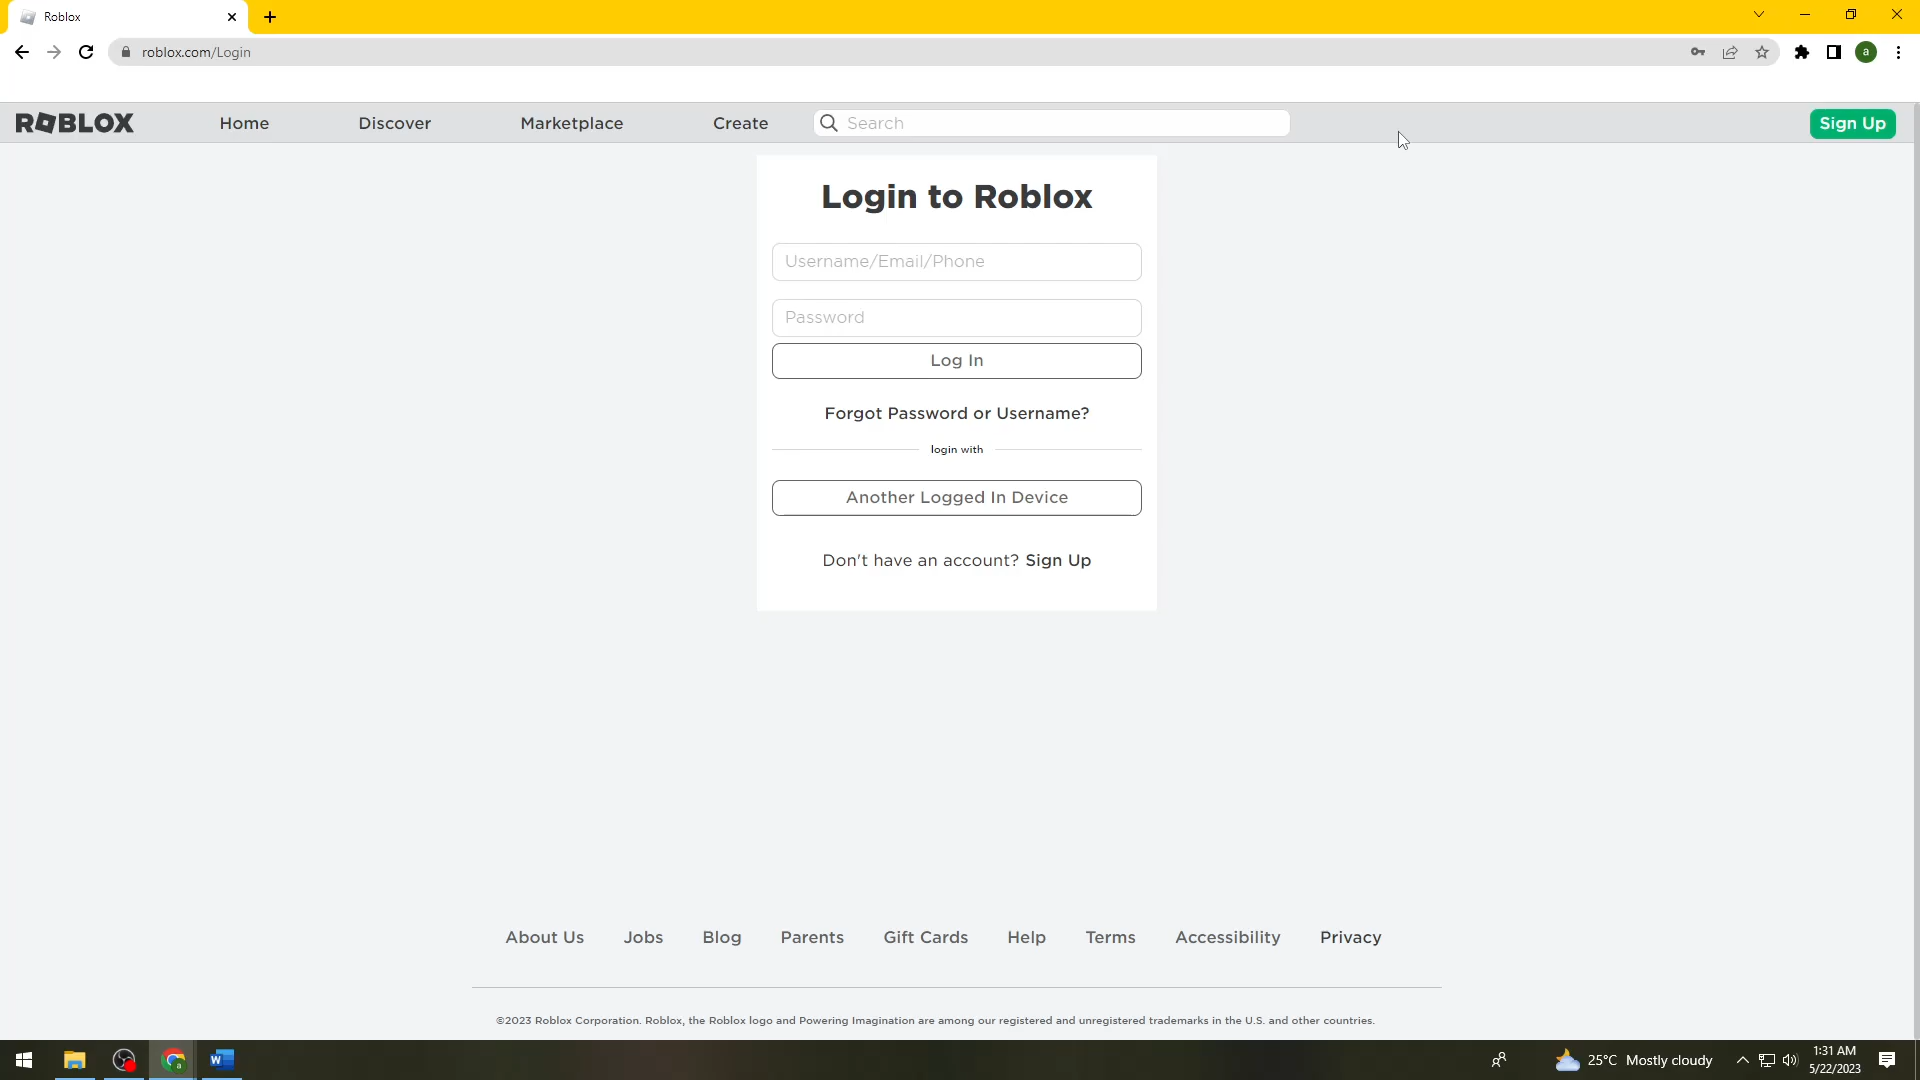 Roblox
roblox.com/Login
a
ROBLOX Home Discover Marketplace Create Search Sign Up
Login to Roblox
Username/Email/Phone
Password
Log In
Forgot Password or Username?
login with
Another Logged In Device
Don't have an account? Sign Up
About Us Jobs Blog Parents Gift Cards Help Terms Accessibility Privacy
©2023 Roblox Corporation. Roblox, the Roblox logo and Powering Imagination are among our registered and unregistered trademarks in the U.S. and other countries.
25°C Mostly cloudy
1:31 AM
5/22/2023